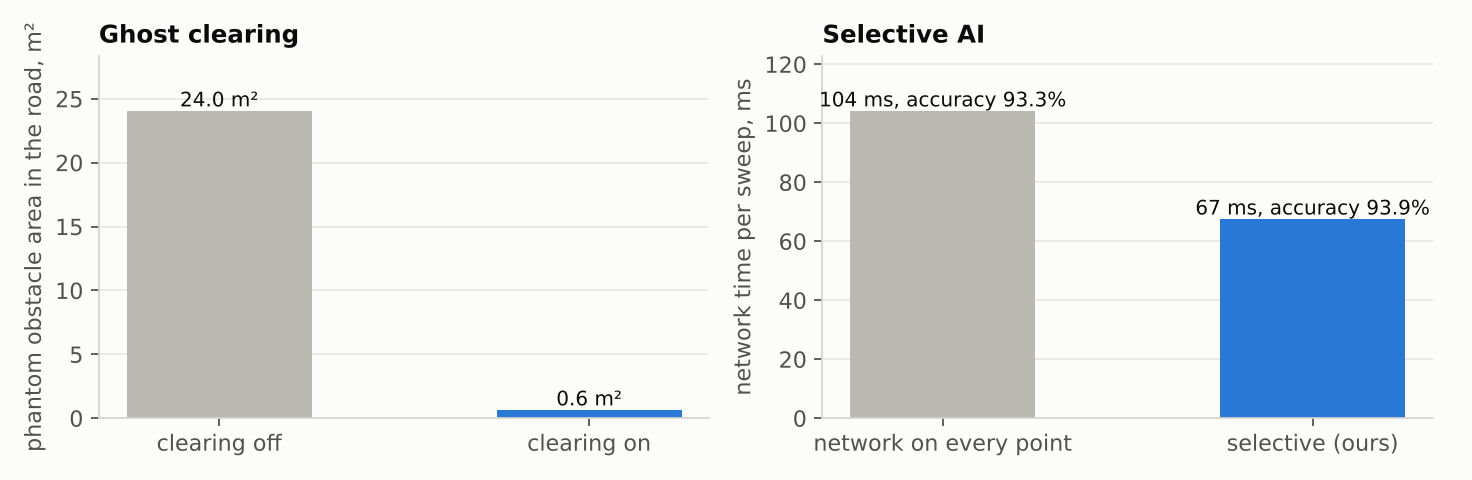 Ghost clearing
phantom obstacle area in the road, m²
25
20
15
10
5
0
24.0 m²
0.6 m²
clearing off
clearing on
Selective AI
network time per sweep, ms
120
100
80
60
40
20
0
104 ms, accuracy 93.3%
67 ms, accuracy 93.9%
network on every point
selective (ours)